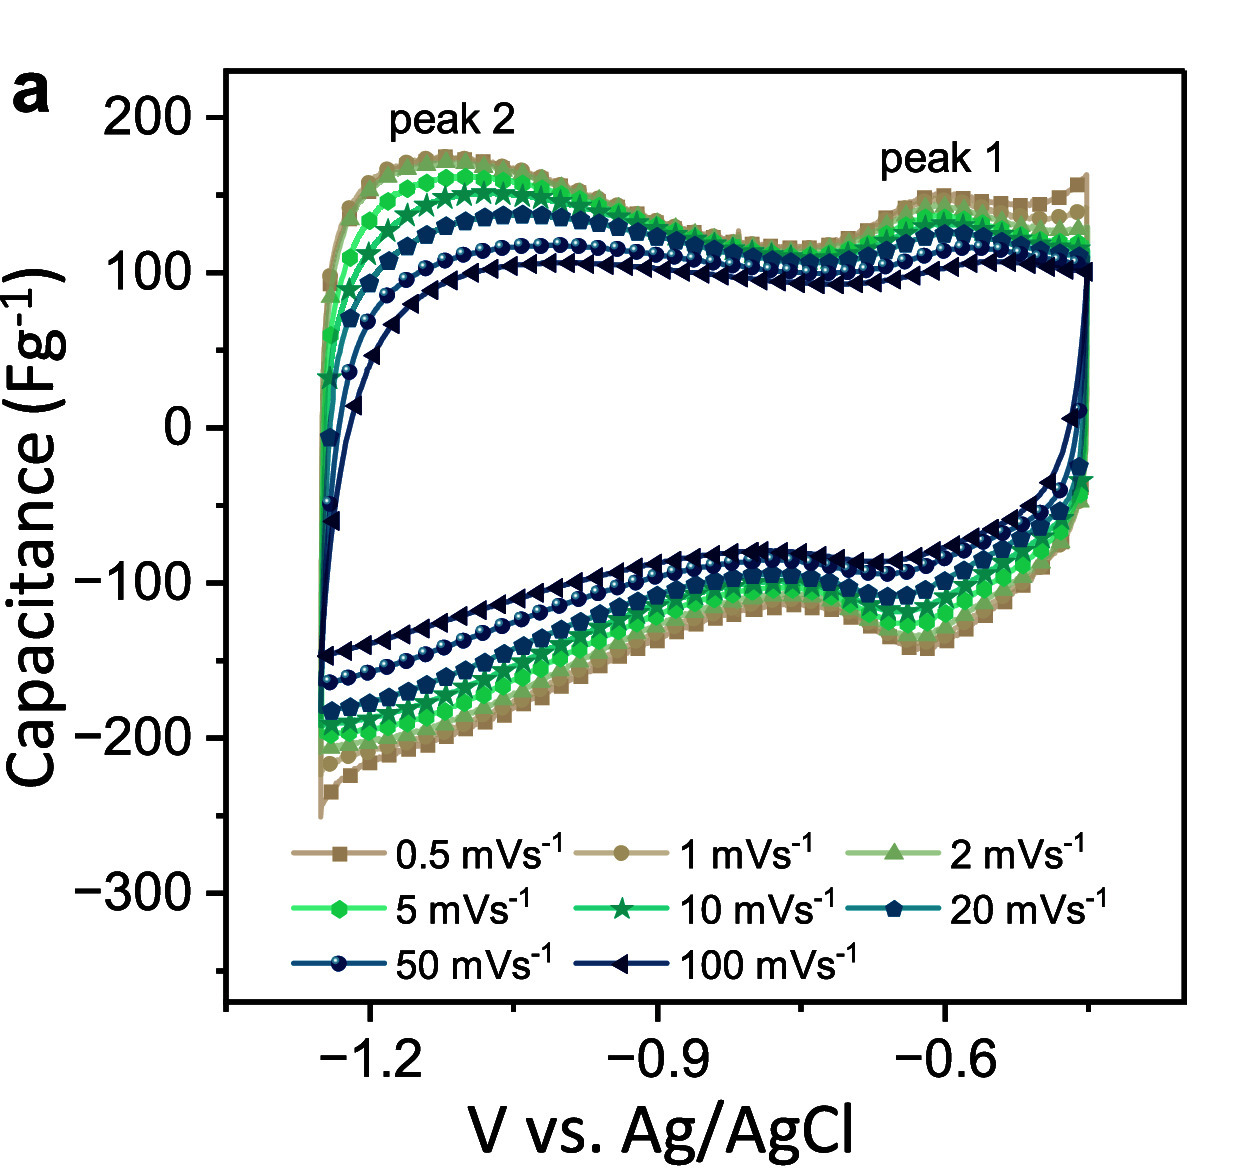 a
peak 2
peak 1
200
100
0
−100
−200
−300
Capacitance (Fg⁻¹)
0.5 mVs⁻¹ 1 mVs⁻¹ 2 mVs⁻¹
5 mVs⁻¹ 10 mVs⁻¹ 20 mVs⁻¹
50 mVs⁻¹ 100 mVs⁻¹
−1.2 −0.9 −0.6
V vs. Ag/AgCl